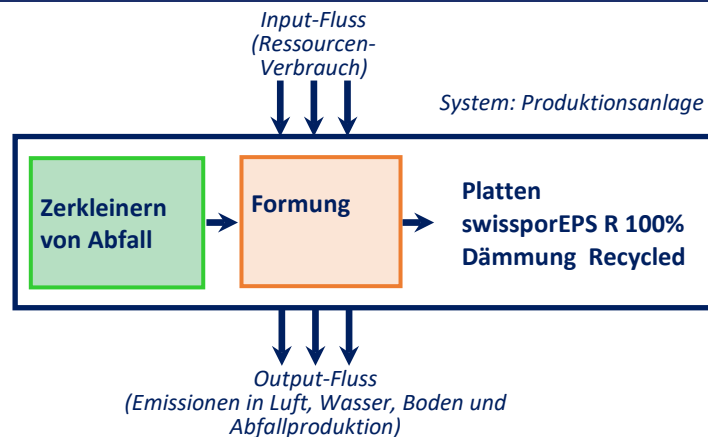 Input-Fluss
(Ressourcen-
Verbrauch)
System: Produktionsanlage
Zerkleinern
von Abfall
Formung
Platten
swissporEPS R 100%
Dämmung Recycled
Output-Fluss
(Emissionen in Luft, Wasser, Boden und
Abfallproduktion)